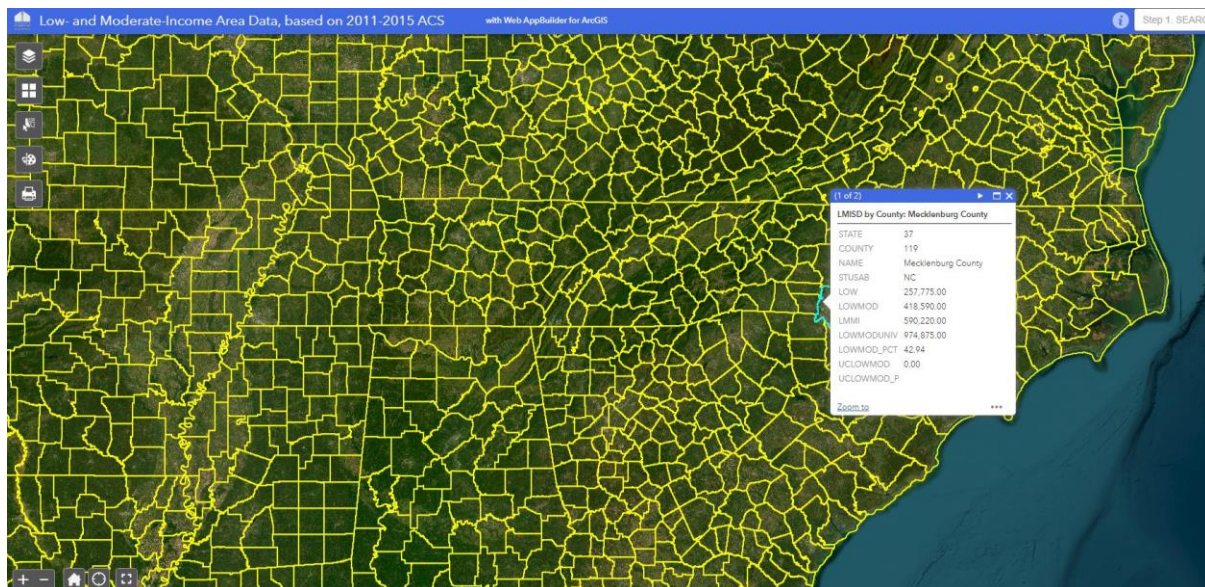 Low- and Moderate-Income Area Data, based on 2011-2015 ACS with Web AppBuilder for ArcGIS
Step 1. SEARC
(1 of 2)
LMISD by County: Mecklenburg County
STATE 37
COUNTY 119
NAME Mecklenburg County
STUSAB NC
LOW 257,775.00
LOWMOD 418,590.00
LMMI 590,220.00
LOWMODUNIV 974,875.00
LOWMOD_PCT 42.94
UCLOWMOD 0.00
UCLOWMOD_P
Zoom to